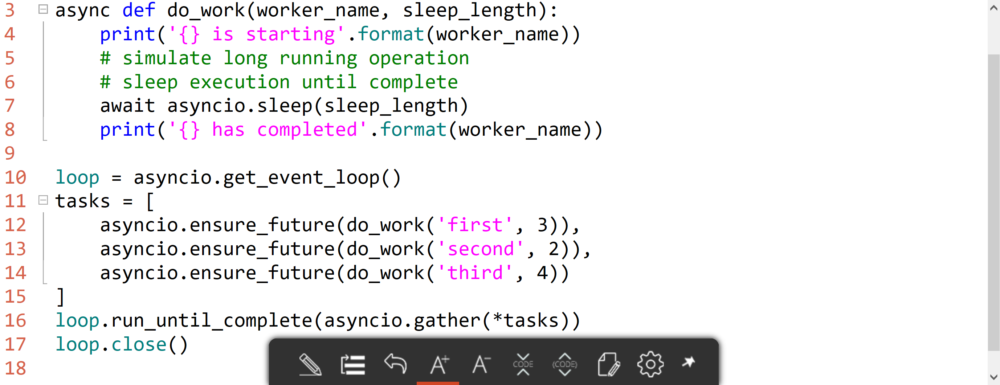 3 async def do_work(worker_name, sleep_length):
4     print('{} is starting'.format(worker_name))
5     # simulate long running operation
6     # sleep execution until complete
7     await asyncio.sleep(sleep_length)
8     print('{} has completed'.format(worker_name))
9
10 loop = asyncio.get_event_loop()
11 tasks = [
12     asyncio.ensure_future(do_work('first', 3)),
13     asyncio.ensure_future(do_work('second', 2)),
14     asyncio.ensure_future(do_work('third', 4))
15 ]
16 loop.run_until_complete(asyncio.gather(*tasks))
17 loop.close()
18
A+ A- CODE (CODE)